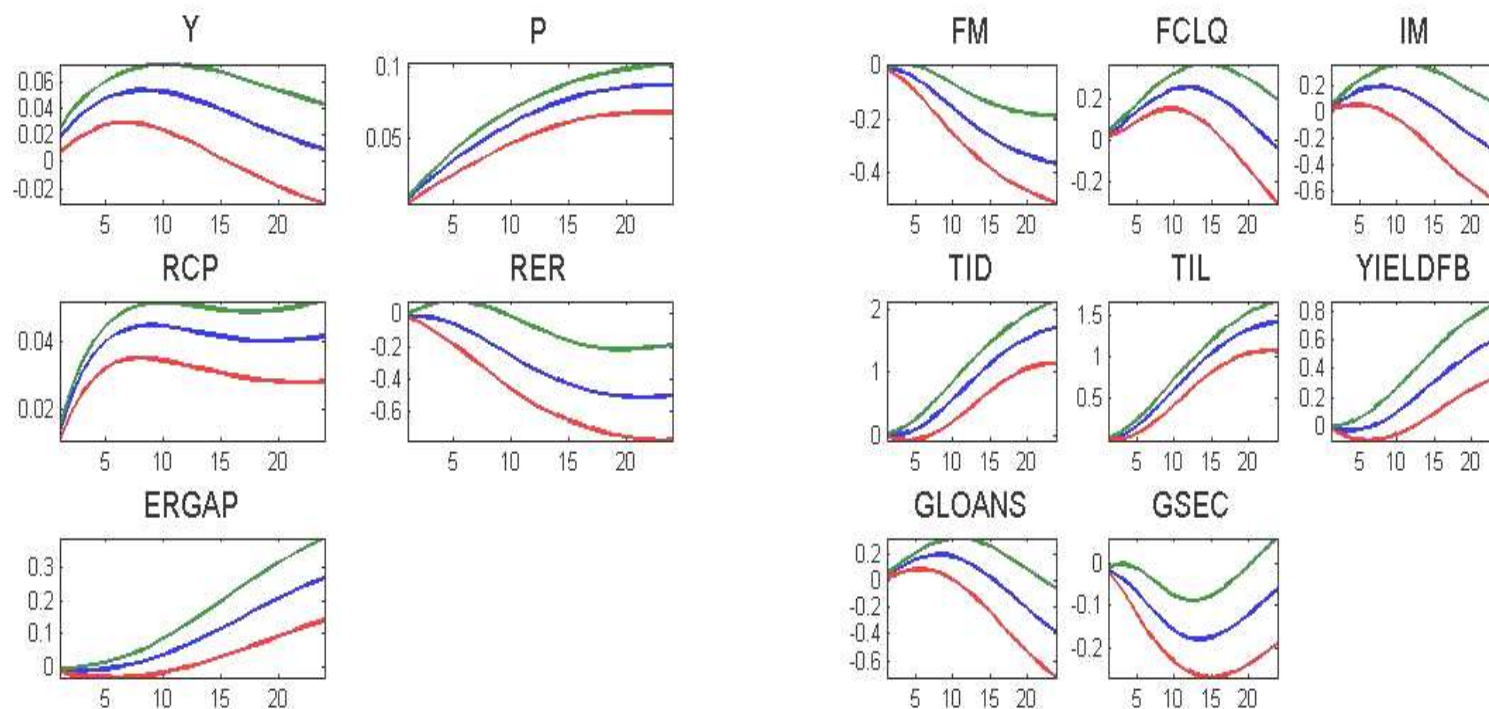 Y P FM FCLQ IM
0.06 0.1 0 0.2 0.2
0.04 0
0.02 0.05 -0.2 0 -0.2
0 -0.4 -0.4
-0.02 0.2 -0.6
5 10 15 20 5 10 15 20 5 10 15 20 5 10 15 20 5 10 15 20
RCP RER TID TIL YIELDFB
0 2 1.5 0.8
0.04 -0.2 0.6
-0.4 1 1 0.4
0.02 -0.6 0.5 0.2
0 0
5 10 15 20 5 10 15 20 5 10 15 20 5 10 15 20 5 10 15 20
ERGAP GLOANS GSEC
0.3 0.2 0
0.2 0
-0.2 -0.1
0.1 -0.4
0 -0.6 -0.2
5 10 15 20 5 10 15 20 5 10 15 20